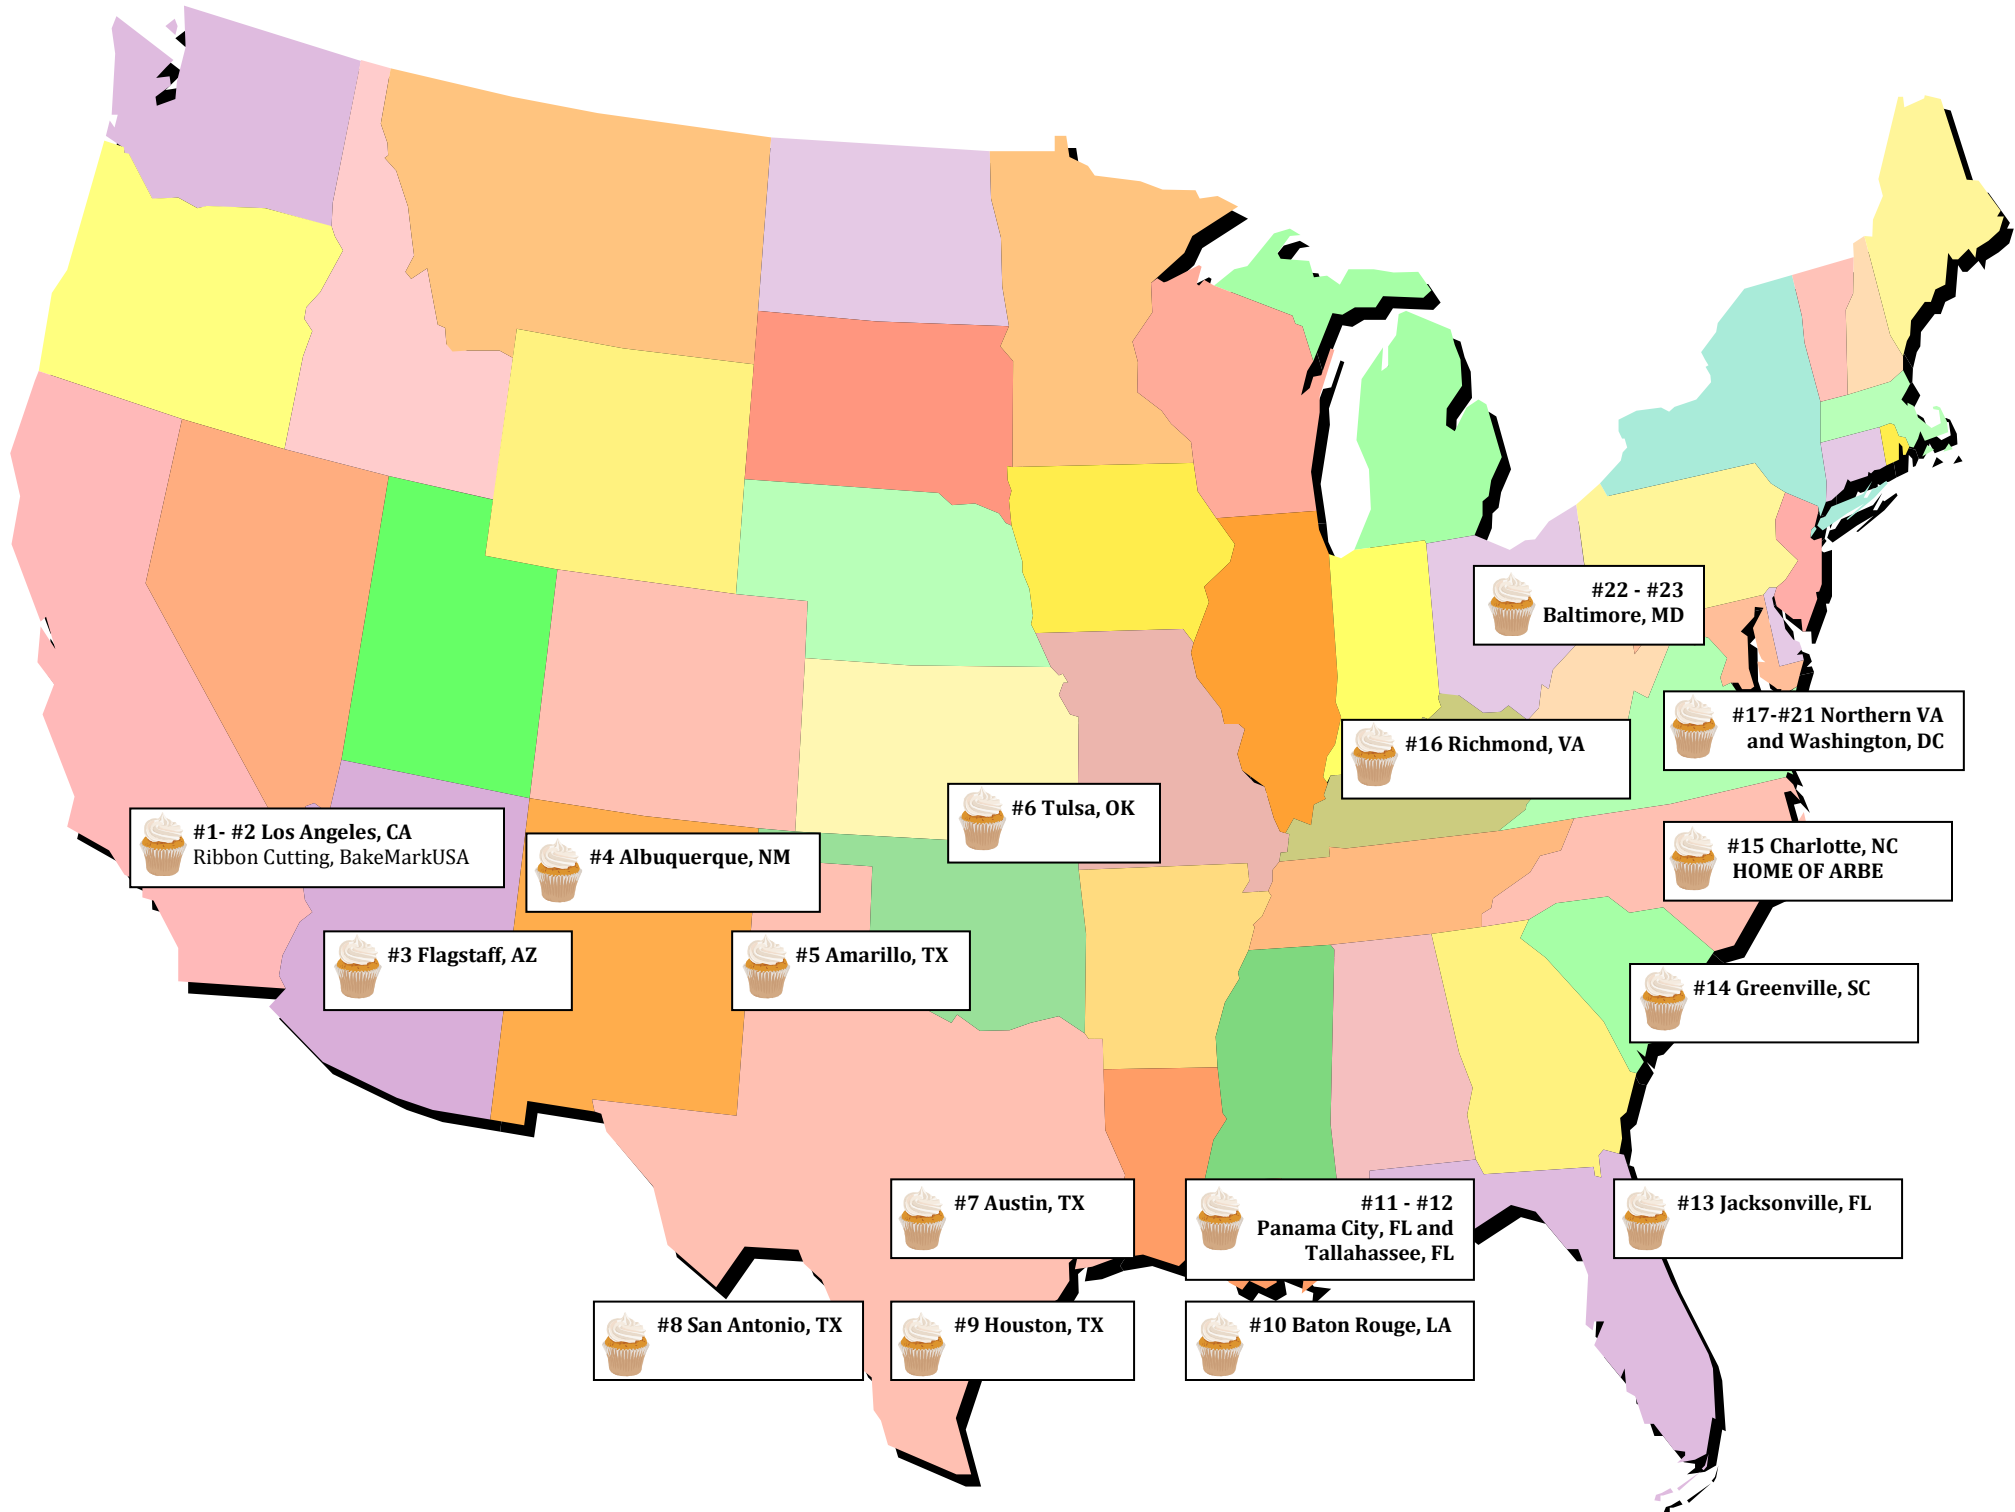 #22 - #23
Baltimore, MD
#17-#21 Northern VA
and Washington, DC
#16 Richmond, VA
#6 Tulsa, OK
#1- #2 Los Angeles, CA
Ribbon Cutting, BakeMarkUSA
#4 Albuquerque, NM
#15 Charlotte, NC
HOME OF ARBE
#3 Flagstaff, AZ
#5 Amarillo, TX
#14 Greenville, SC
#7 Austin, TX
#11 - #12
Panama City, FL and
Tallahassee, FL
#13 Jacksonville, FL
#8 San Antonio, TX
#9 Houston, TX
#10 Baton Rouge, LA